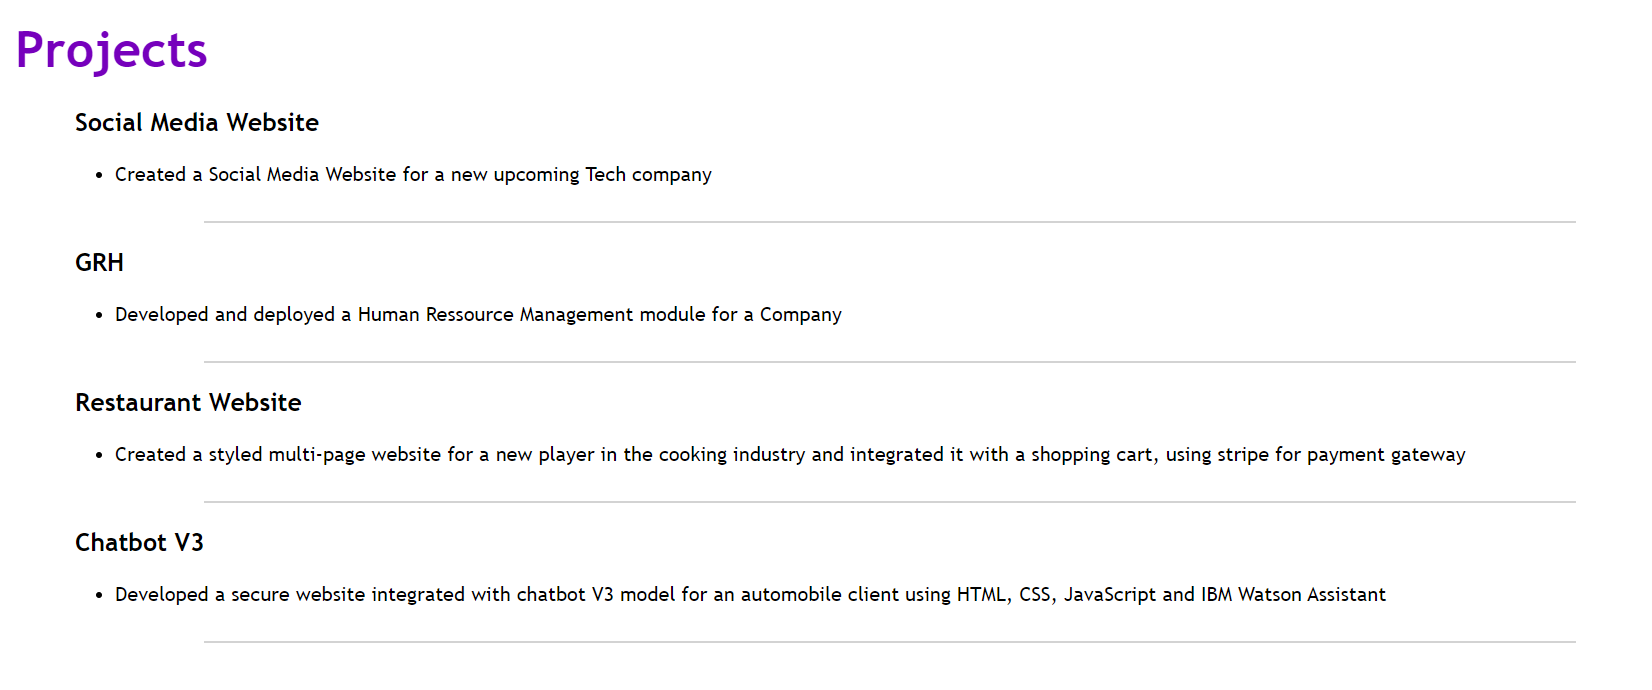 Projects
Social Media Website
• Created a Social Media Website for a new upcoming Tech company
GRH
• Developed and deployed a Human Ressource Management module for a Company
Restaurant Website
• Created a styled multi-page website for a new player in the cooking industry and integrated it with a shopping cart, using stripe for payment gateway
Chatbot V3
• Developed a secure website integrated with chatbot V3 model for an automobile client using HTML, CSS, JavaScript and IBM Watson Assistant